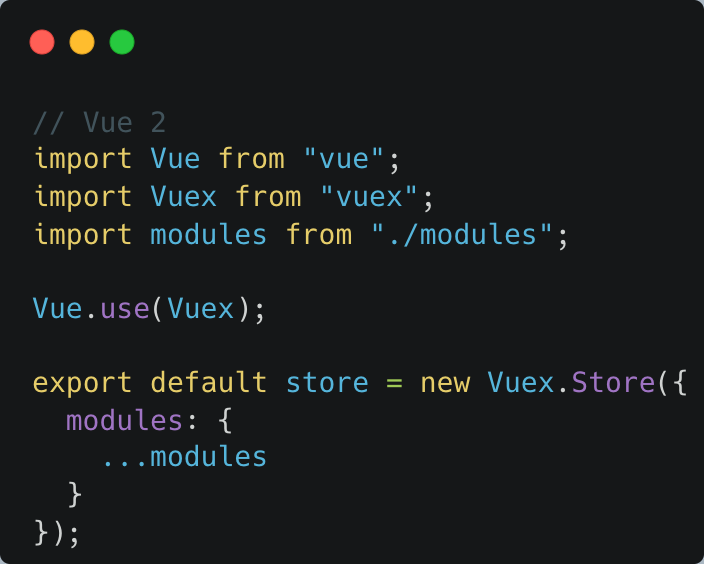 // Vue 2
import Vue from "vue";
import Vuex from "vuex";
import modules from "./modules";
Vue.use(Vuex);
export default store = new Vuex.Store({
  modules: {
    ...modules
  }
});